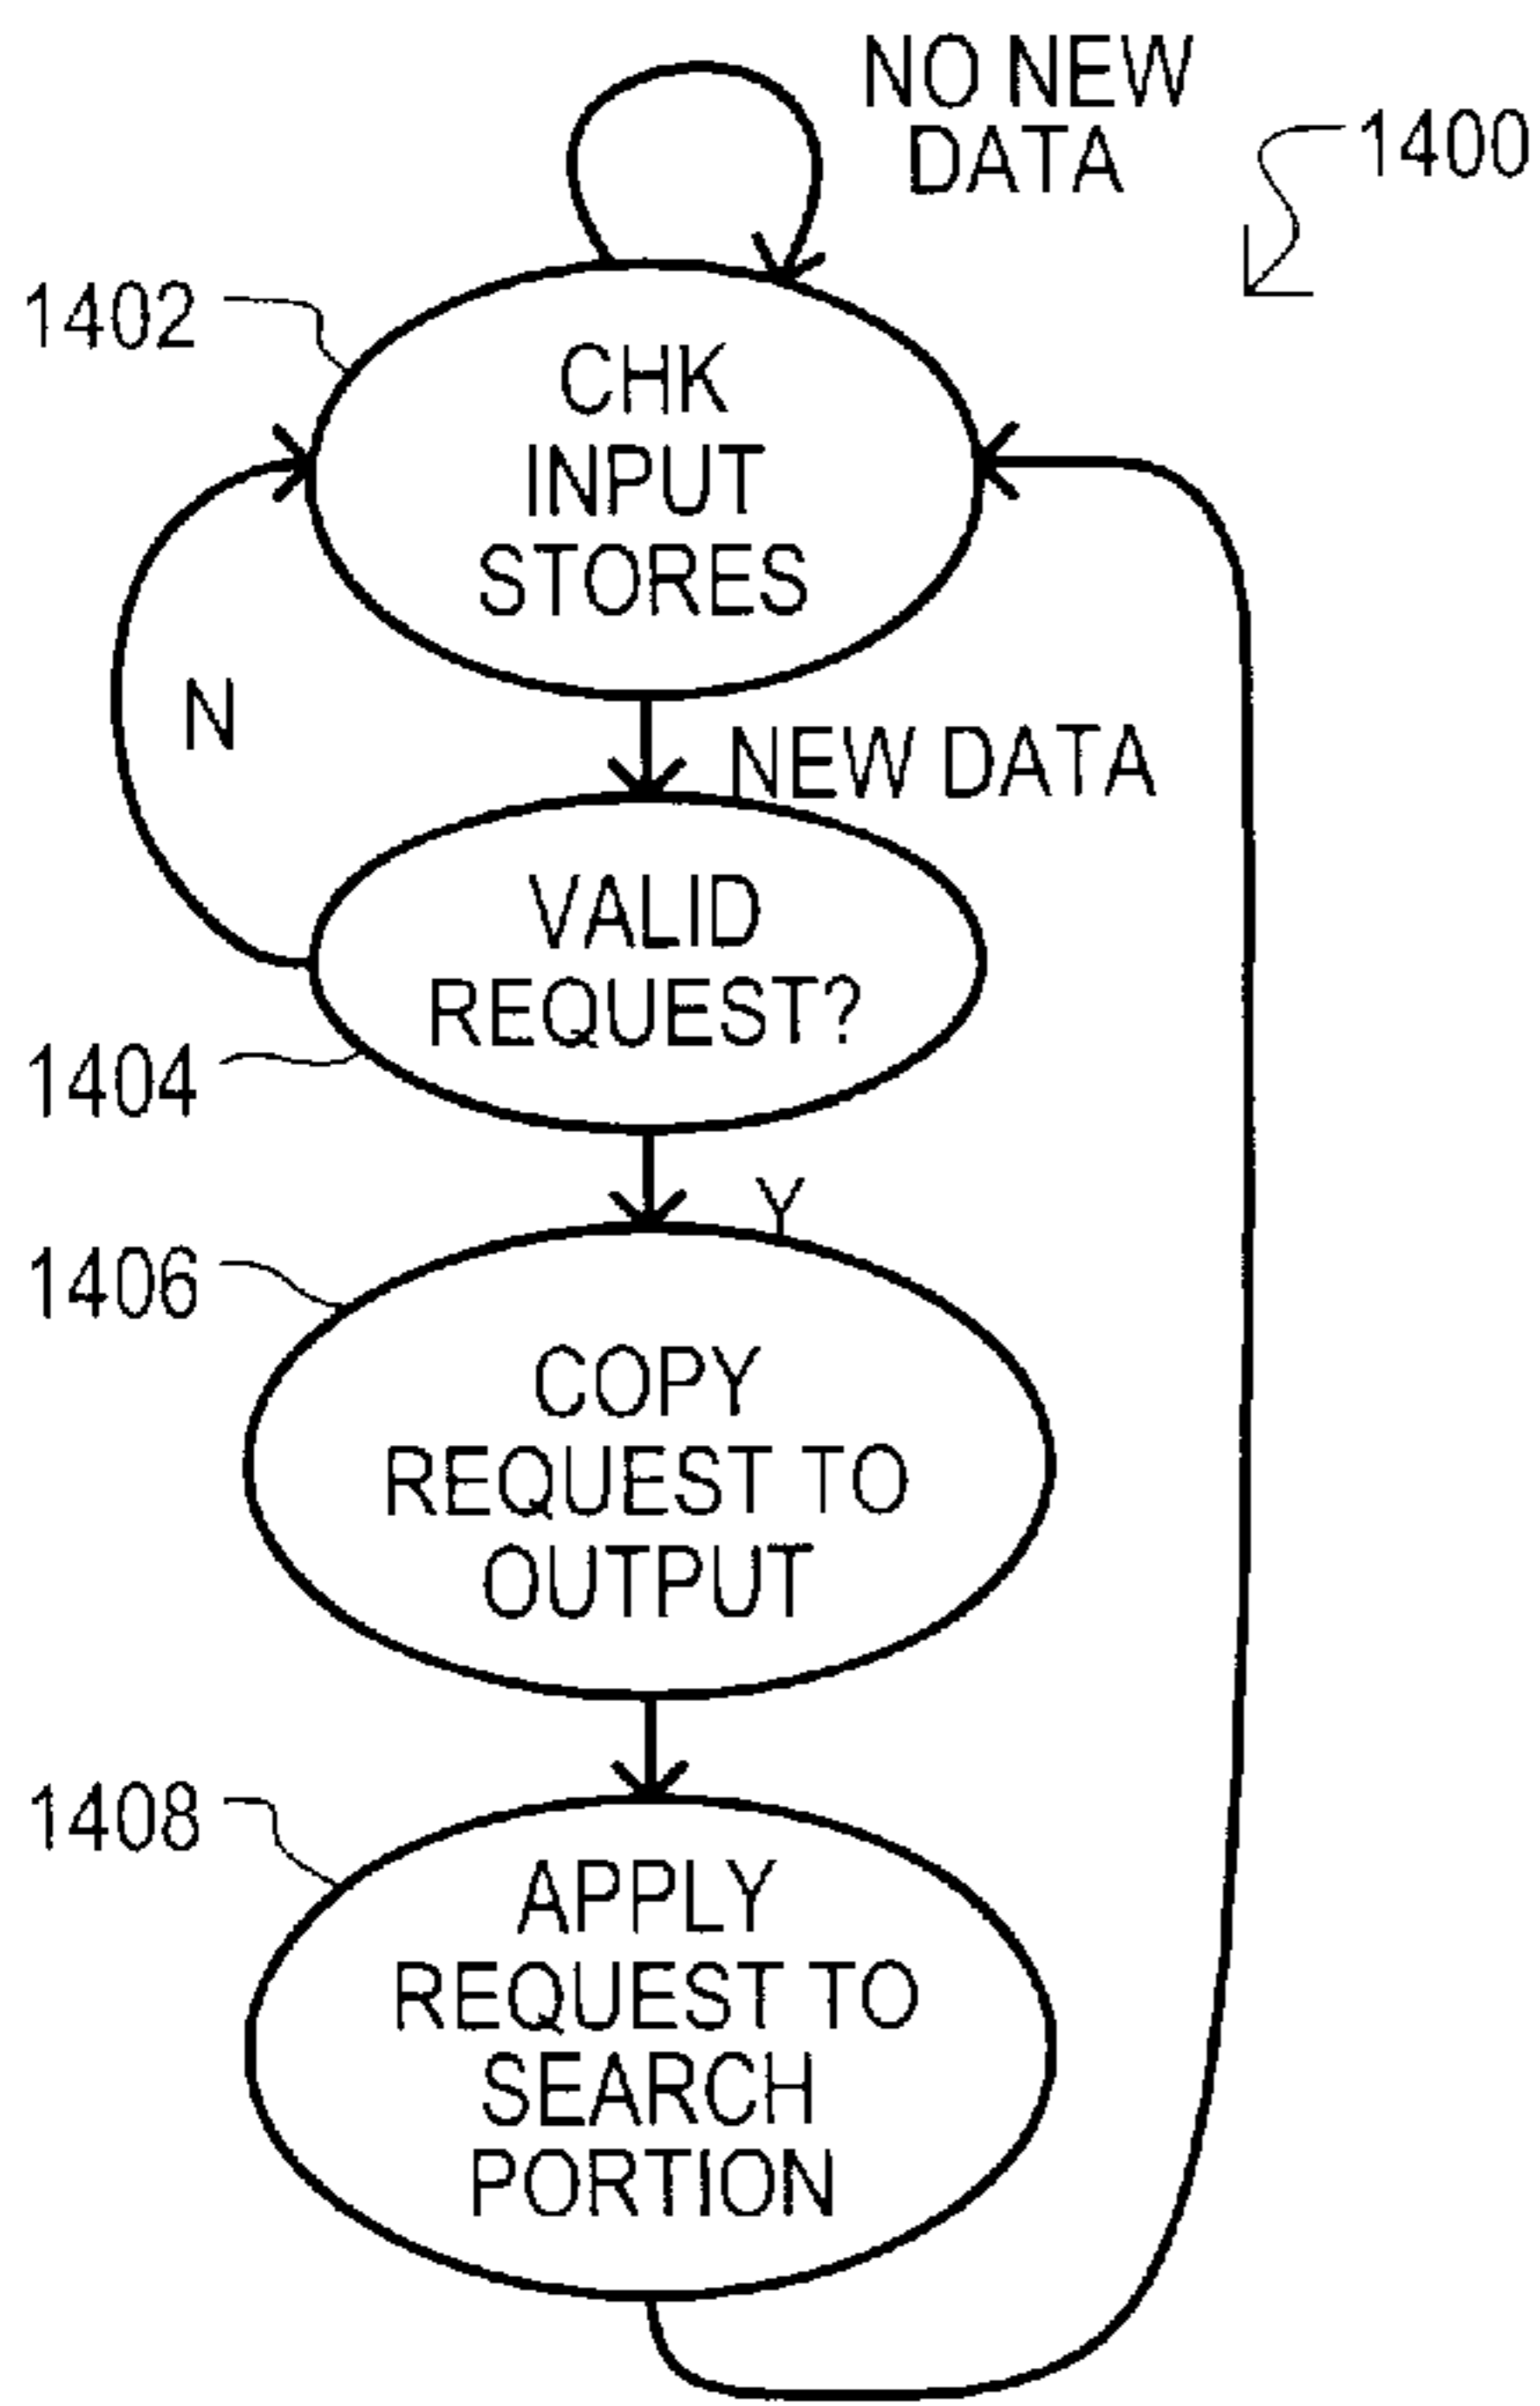 NO NEW
DATA
1400
1402
CHK
INPUT
STORES
N
NEW DATA
VALID
REQUEST?
1404
Y
1406
COPY
REQUEST TO
OUTPUT
1408
APPLY
REQUEST TO
SEARCH
PORTION